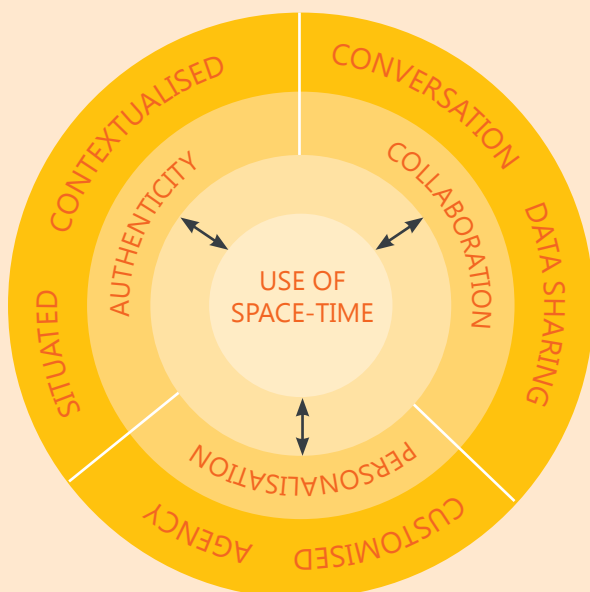 CONTEXTUALISED
SITUATED
AUTHENTICITY
CONVERSATION
DATA SHARING
COLLABORATION
USE OF
SPACE-TIME
PERSONALISATION
CUSTOMISED
AGENCY